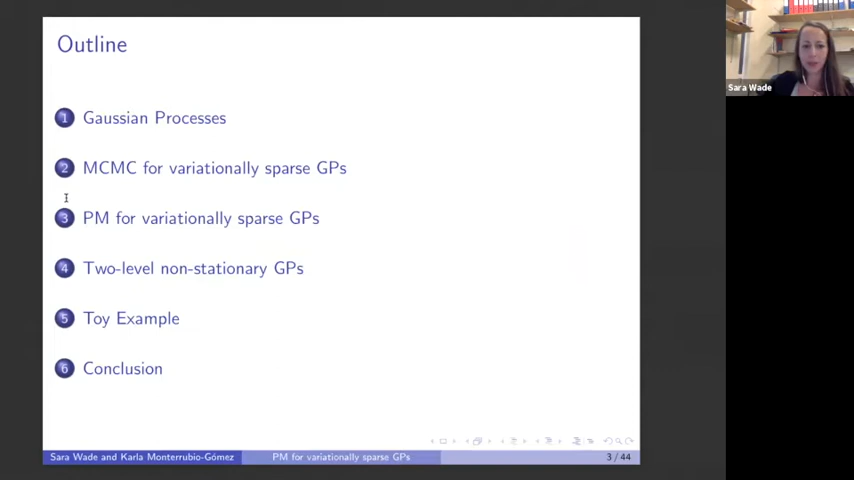 Outline
1 Gaussian Processes
2 MCMC for variationally sparse GPs
3 PM for variationally sparse GPs
4 Two-level non-stationary GPs
5 Toy Example
6 Conclusion
Sara Wade and Karla Monterrubio-Gómez PM for variationally sparse GPs 3 / 44
Sara Wade